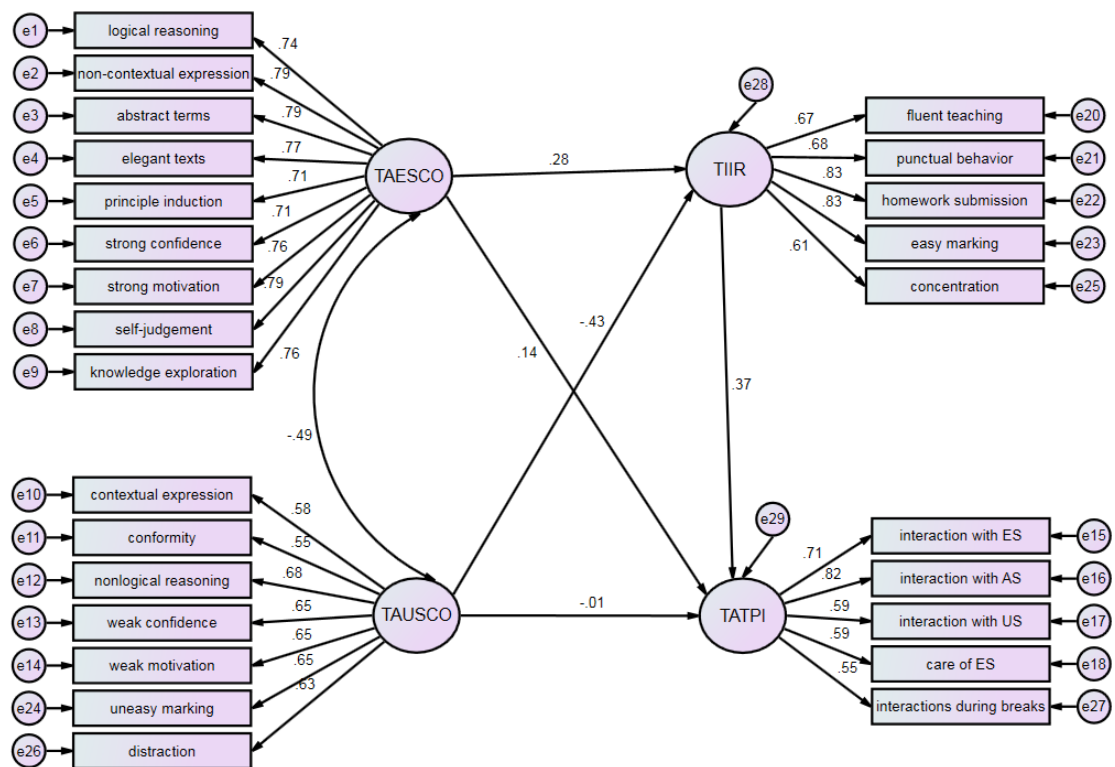 e1
logical reasoning
e2
non-contextual expression
e3
abstract terms
e4
elegant texts
e5
principle induction
e6
strong confidence
e7
strong motivation
e8
self-judgement
e9
knowledge exploration
.74
.79
.79
.77
.71
.71
.76
.79
.76
TAESCO
.28
-.49
.14
-.43
e28
TIIR
.67
.68
.83
.83
.61
fluent teaching
e20
punctual behavior
e21
homework submission
e22
easy marking
e23
concentration
e25
.37
e10
contextual expression
e11
conformity
e12
nonlogical reasoning
e13
weak confidence
e14
weak motivation
e24
uneasy marking
e26
distraction
.58
.55
.68
.65
.65
.65
.63
TAUSCO
-.01
e29
TATPI
.71
.82
.59
.59
.55
interaction with ES
e15
interaction with AS
e16
interaction with US
e17
care of ES
e18
interactions during breaks
e27